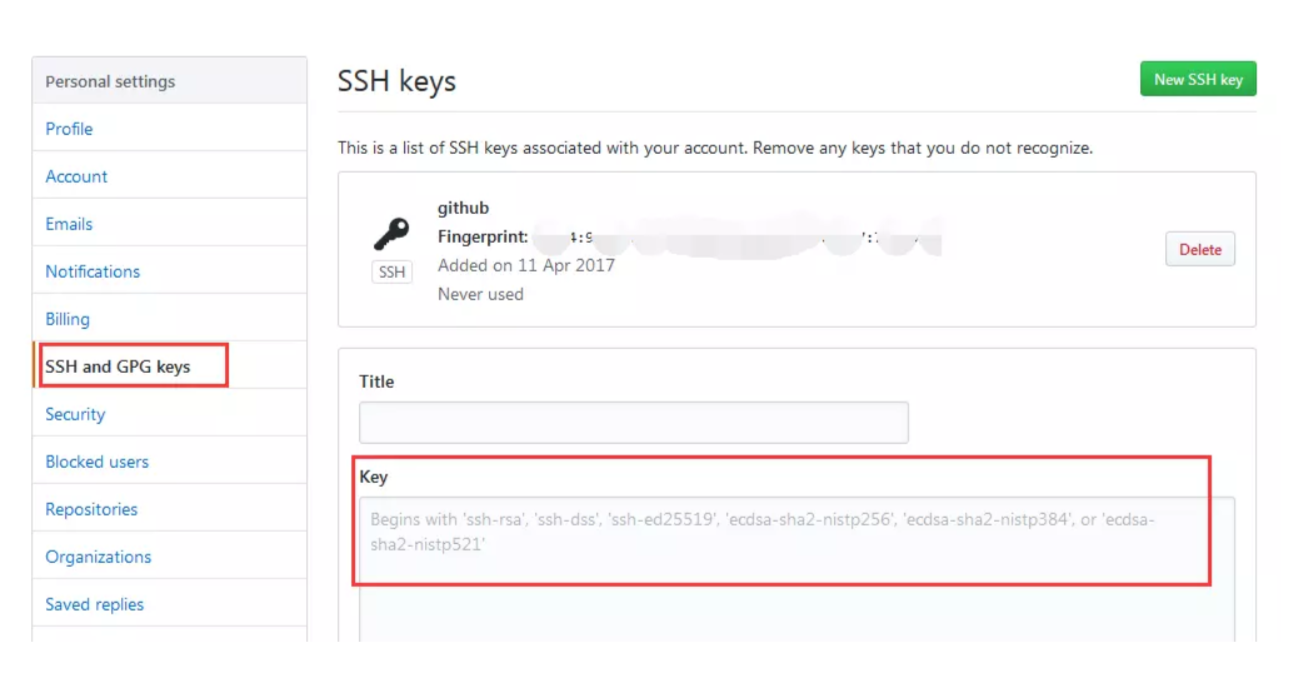 Personal settings
Profile
Account
Emails
Notifications
Billing
SSH and GPG keys
Security
Blocked users
Repositories
Organizations
Saved replies
SSH keys
New SSH key
This is a list of SSH keys associated with your account. Remove any keys that you do not recognize.
github
Fingerprint:
SSH
Added on 11 Apr 2017
Never used
Delete
Title
Key
Begins with 'ssh-rsa', 'ssh-dss', 'ssh-ed25519', 'ecdsa-sha2-nistp256', 'ecdsa-sha2-nistp384', or 'ecdsa-
sha2-nistp521'